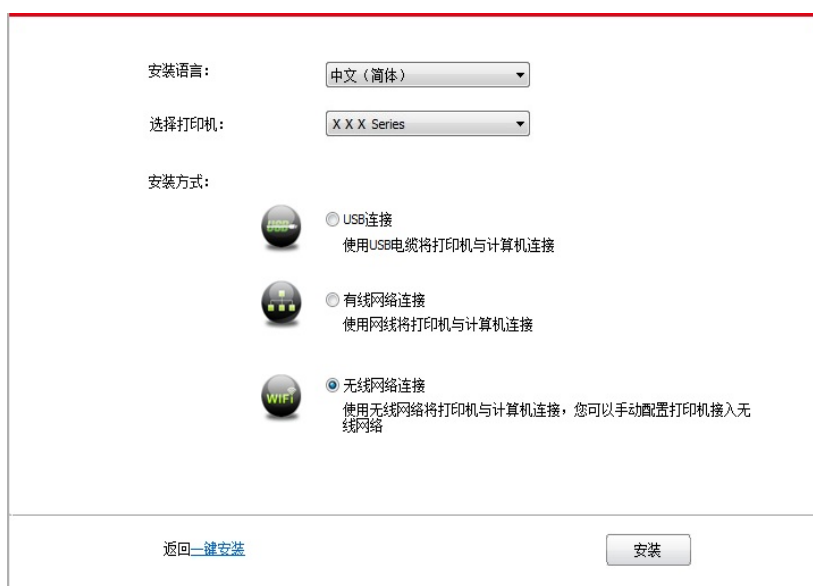 安装语言： 中文（简体）
选择打印机： X X X Series
安装方式：
USB
USB连接
使用USB电缆将打印机与计算机连接
有线网络连接
使用网线将打印机与计算机连接
WIFI
无线网络连接
使用无线网络将打印机与计算机连接，您可以手动配置打印机接入无
线网络
返回一键安装 安装